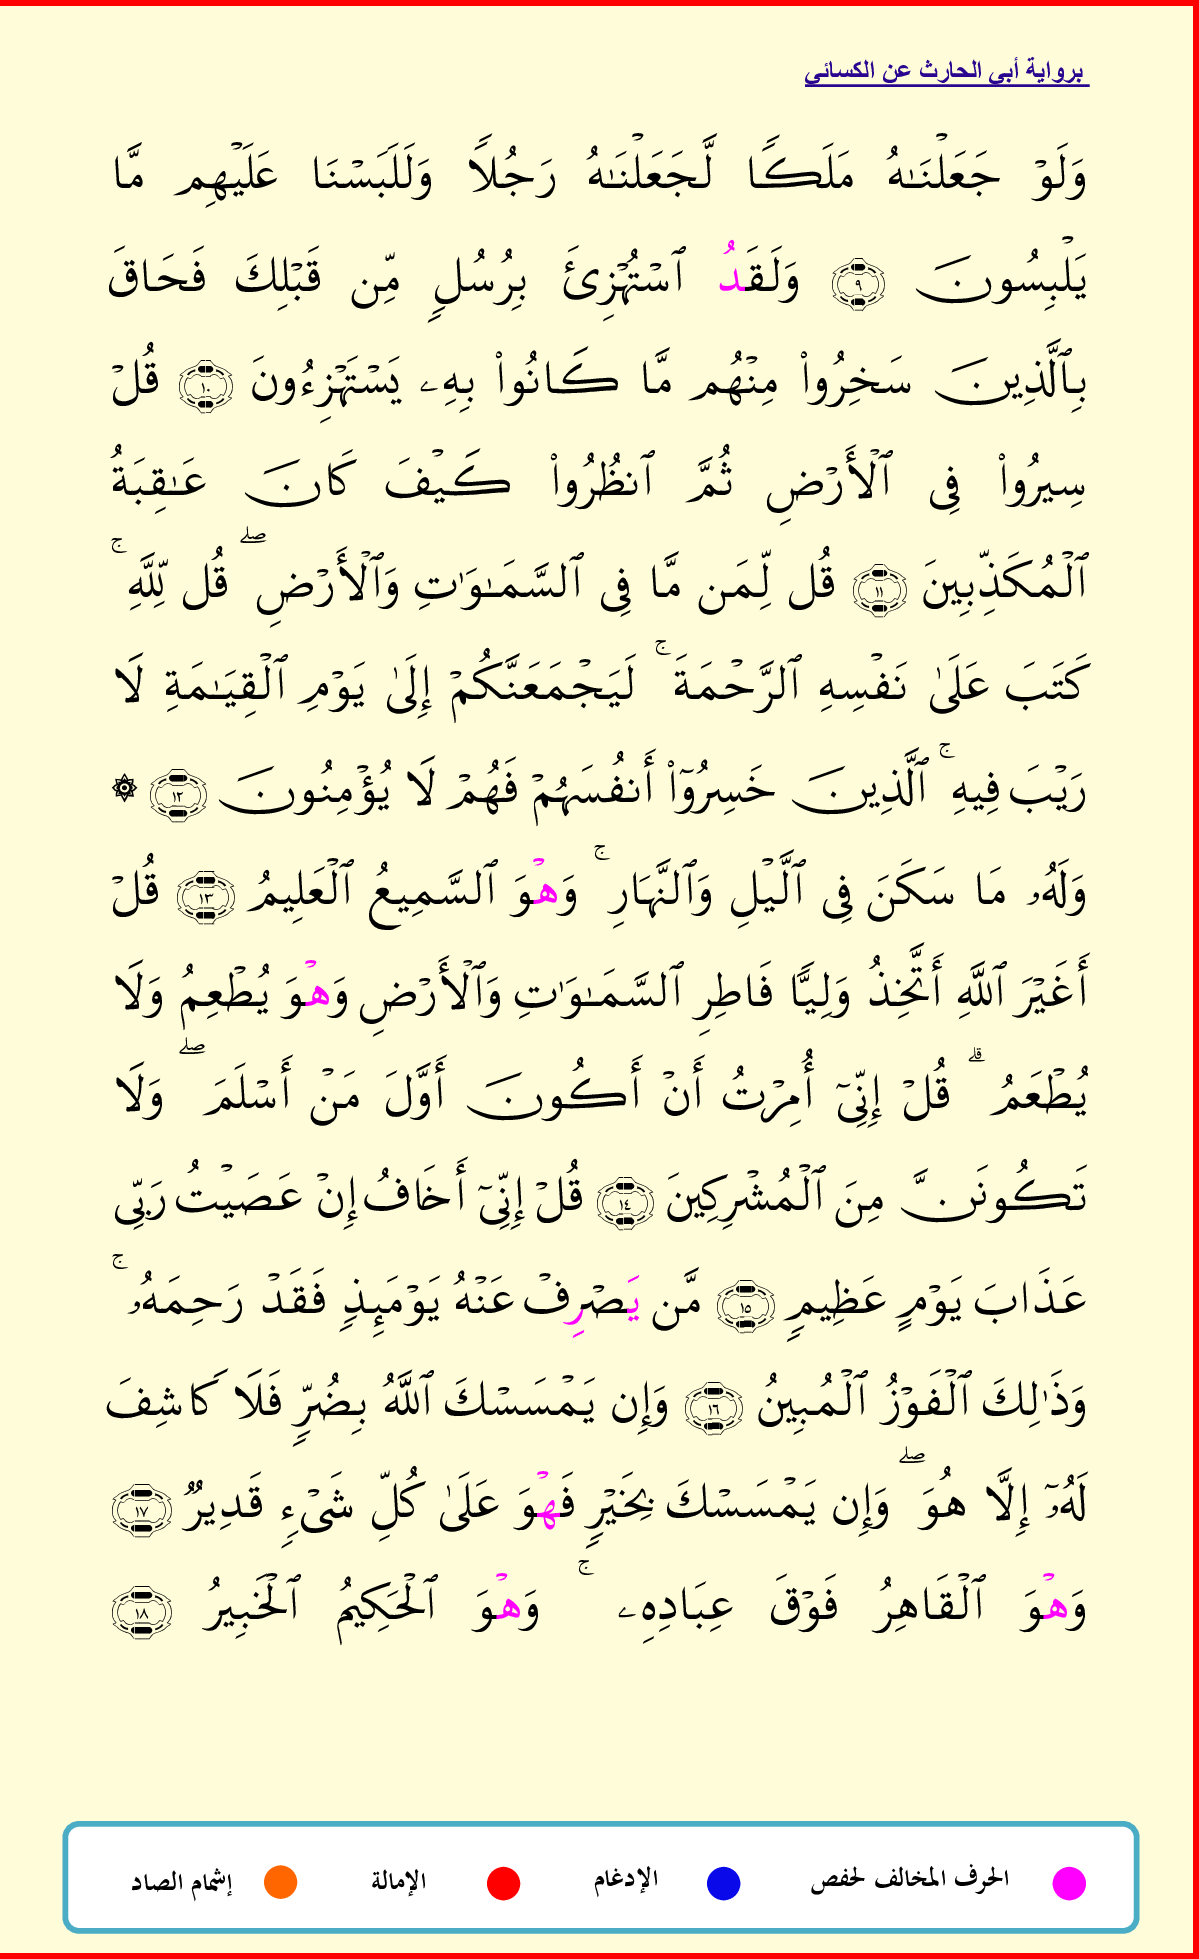 برواية أبي الحارث عن الكسائي
وَلَوۡ جَعَلۡنَٰهُ مَلَكٗا لَّجَعَلۡنَٰهُ رَجُلٗا وَلَلَبَسۡنَا عَلَيۡهِم مَّا
يَلۡبِسُونَ ٩ وَلَقَدُ ٱسۡتُهۡزِئَ بِرُسُلٖ مِّن قَبۡلِكَ فَحَاقَ
بِٱلَّذِينَ سَخِرُواْ مِنۡهُم مَّا كَانُواْ بِهِۦ يَسۡتَهۡزِءُونَ ١٠ قُلۡ
سِيرُواْ فِي ٱلۡأَرۡضِ ثُمَّ ٱنظُرُواْ كَيۡفَ كَانَ عَٰقِبَةُ
ٱلۡمُكَذِّبِينَ ١١ قُل لِّمَن مَّا فِي ٱلسَّمَٰوَٰتِ وَٱلۡأَرۡضِۖ قُل لِّلَّهِۚ
كَتَبَ عَلَىٰ نَفۡسِهِ ٱلرَّحۡمَةَۚ لَيَجۡمَعَنَّكُمۡ إِلَىٰ يَوۡمِ ٱلۡقِيَٰمَةِ لَا
رَيۡبَ فِيهِۚ ٱلَّذِينَ خَسِرُوٓاْ أَنفُسَهُمۡ فَهُمۡ لَا يُؤۡمِنُونَ ١٢ ۞
وَلَهُۥ مَا سَكَنَ فِي ٱلَّيۡلِ وَٱلنَّهَارِۚ وَهۡوَ ٱلسَّمِيعُ ٱلۡعَلِيمُ ١٣ قُلۡ
أَغَيۡرَ ٱللَّهِ أَتَّخِذُ وَلِيّٗا فَاطِرِ ٱلسَّمَٰوَٰتِ وَٱلۡأَرۡضِ وَهۡوَ يُطۡعِمُ وَلَا
يُطۡعَمُۗ قُلۡ إِنِّيٓ أُمِرۡتُ أَنۡ أَكُونَ أَوَّلَ مَنۡ أَسۡلَمَۖ وَلَا
تَكُونَنَّ مِنَ ٱلۡمُشۡرِكِينَ ١٤ قُلۡ إِنِّيٓ أَخَافُ إِنۡ عَصَيۡتُ رَبِّي
عَذَابَ يَوۡمٍ عَظِيمٖ ١٥ مَّن يَصۡرِفۡ عَنۡهُ يَوۡمَئِذٖ فَقَدۡ رَحِمَهُۥۚ
وَذَٰلِكَ ٱلۡفَوۡزُ ٱلۡمُبِينُ ١٦ وَإِن يَمۡسَسۡكَ ٱللَّهُ بِضُرّٖ فَلَا كَاشِفَ
لَهُۥٓ إِلَّا هُوَۖ وَإِن يَمۡسَسۡكَ بِخَيۡرٖ فَهۡوَ عَلَىٰ كُلِّ شَيۡءٖ قَدِيرٞ ١٧
وَهۡوَ ٱلۡقَاهِرُ فَوۡقَ عِبَادِهِۦۚ وَهۡوَ ٱلۡحَكِيمُ ٱلۡخَبِيرُ ١٨
الحرف المخالف لحفص الإدغام الإمالة إشمام الصاد